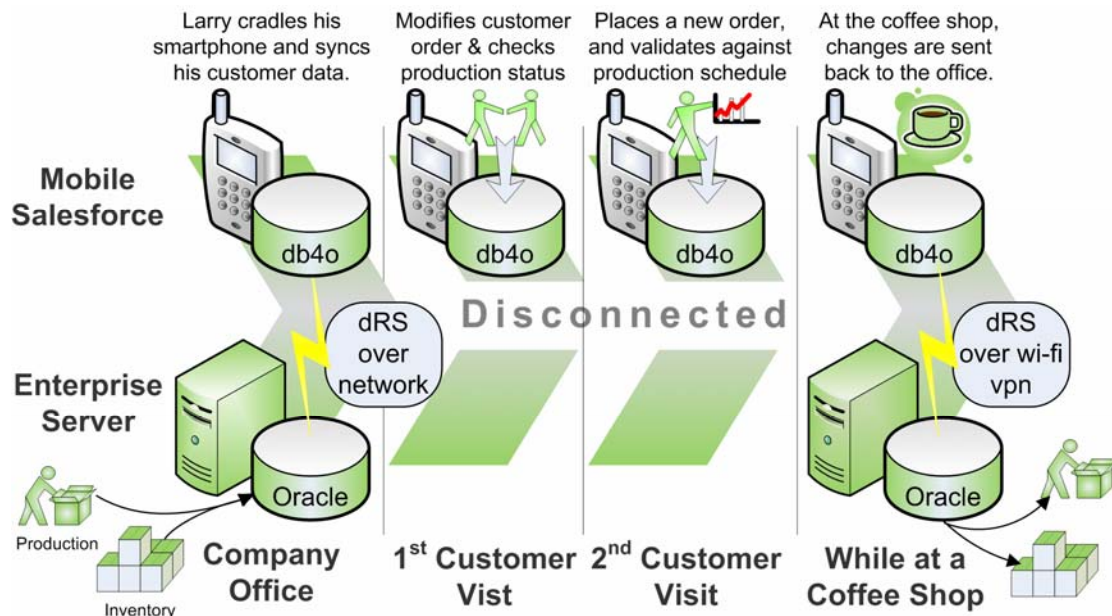 Larry cradles his
smartphone and syncs
his customer data.
Modifies customer
order & checks
production status
Places a new order,
and validates against
production schedule
At the coffee shop,
changes are sent
back to the office.
Mobile
Salesforce
db4o
db4o
db4o
db4o
Disconnected
dRS
over
network
dRS
over wi-fi
vpn
Enterprise
Server
Oracle
Oracle
Production
Inventory
Company
Office
1st Customer
Vist
2nd Customer
Visit
While at a
Coffee Shop